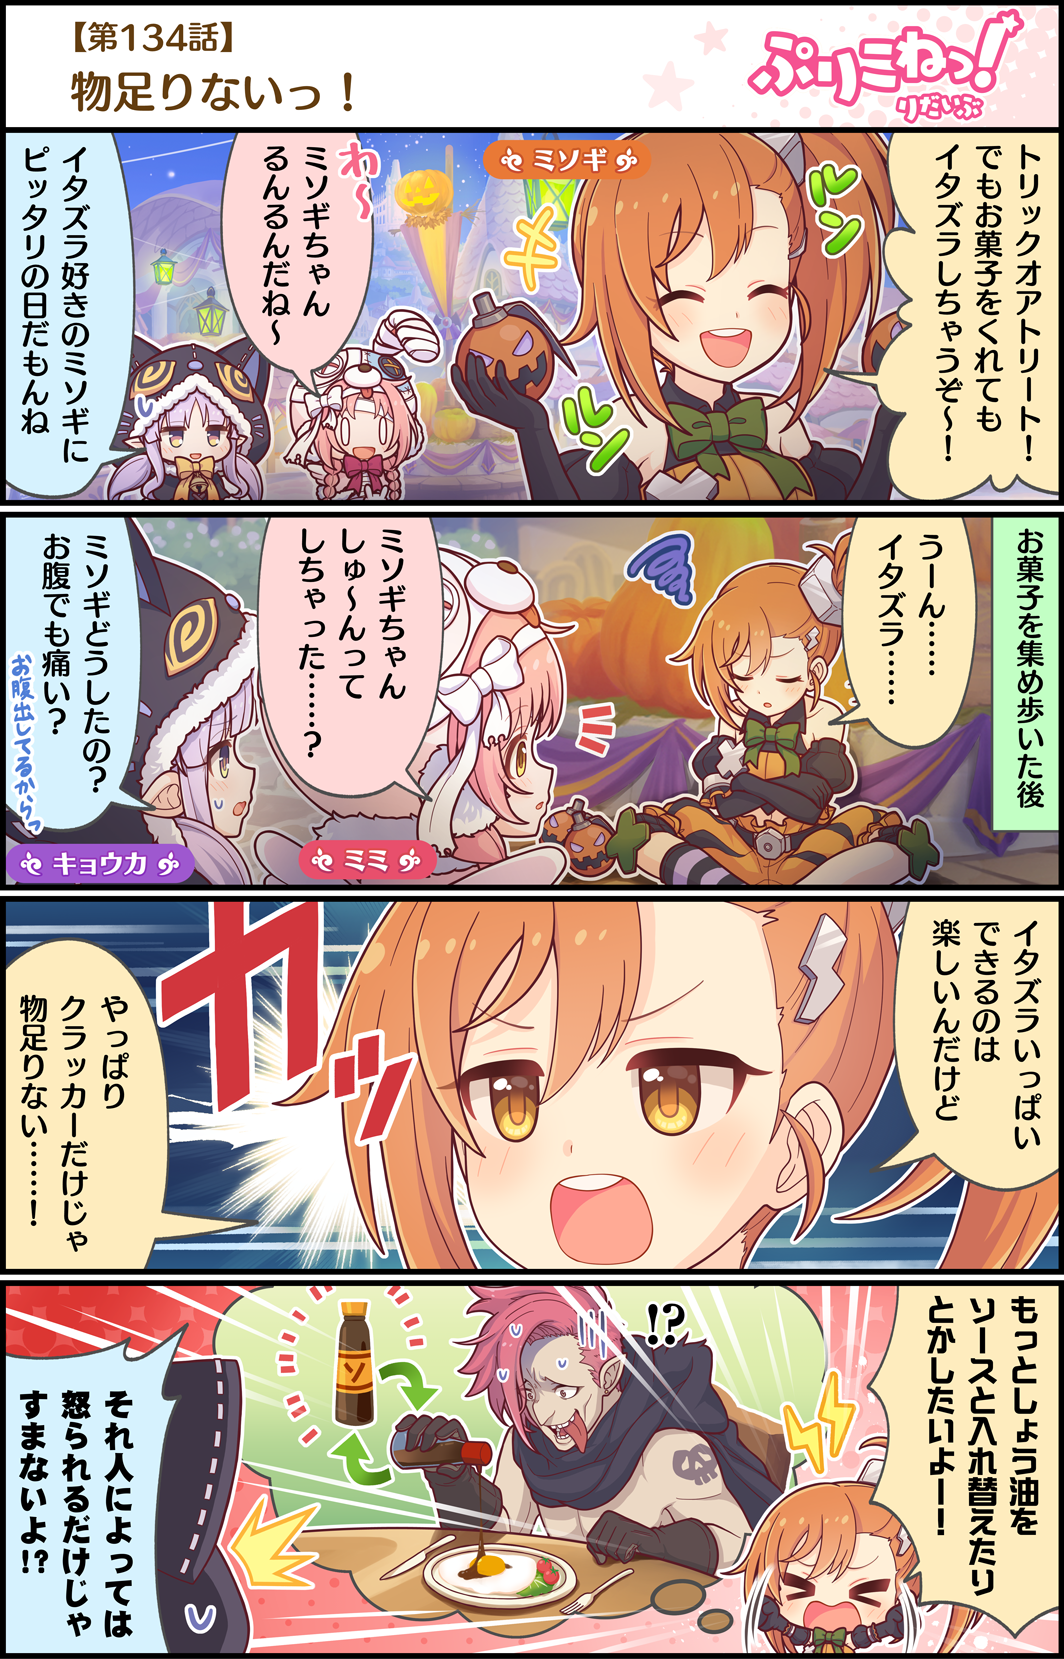 【第134話】
物足りないっ!
ぷりこねっ!
りだいぶ
トリックオアトリート!
でもお菓子をくれても
イタズラしちゃうぞ〜!
ルン
ルン
ミソギ
わ〜
ミソギちゃん
るんるんだね〜
イタズラ好きのミソギに
ピッタリの日だもんね
お菓子を集め歩いた後
うーん……
イタズラ……
ミソギちゃん
しゅ〜んって
しちゃった……?
ミミ
ミソギどうしたの?
お腹でも痛い?
お腹出してるからっ
キョウカ
イタズラいっぱい
できるのは
楽しいんだけど
カッ
やっぱり
クラッカーだけじゃ
物足りない……!
もっとしょう油を
ソースと入れ替えたり
とかしたいよー!
!?
ソ
それ人によっては
怒られるだけじゃ
すまないよ!?